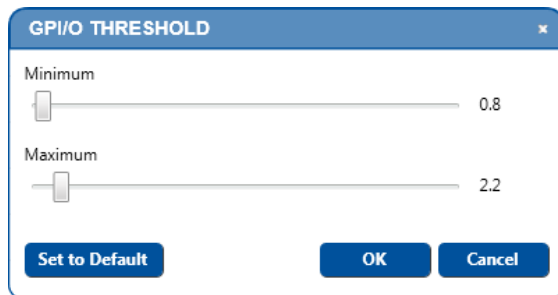 GPI/O THRESHOLD x
Minimum
0.8
Maximum
2.2
Set to Default OK Cancel